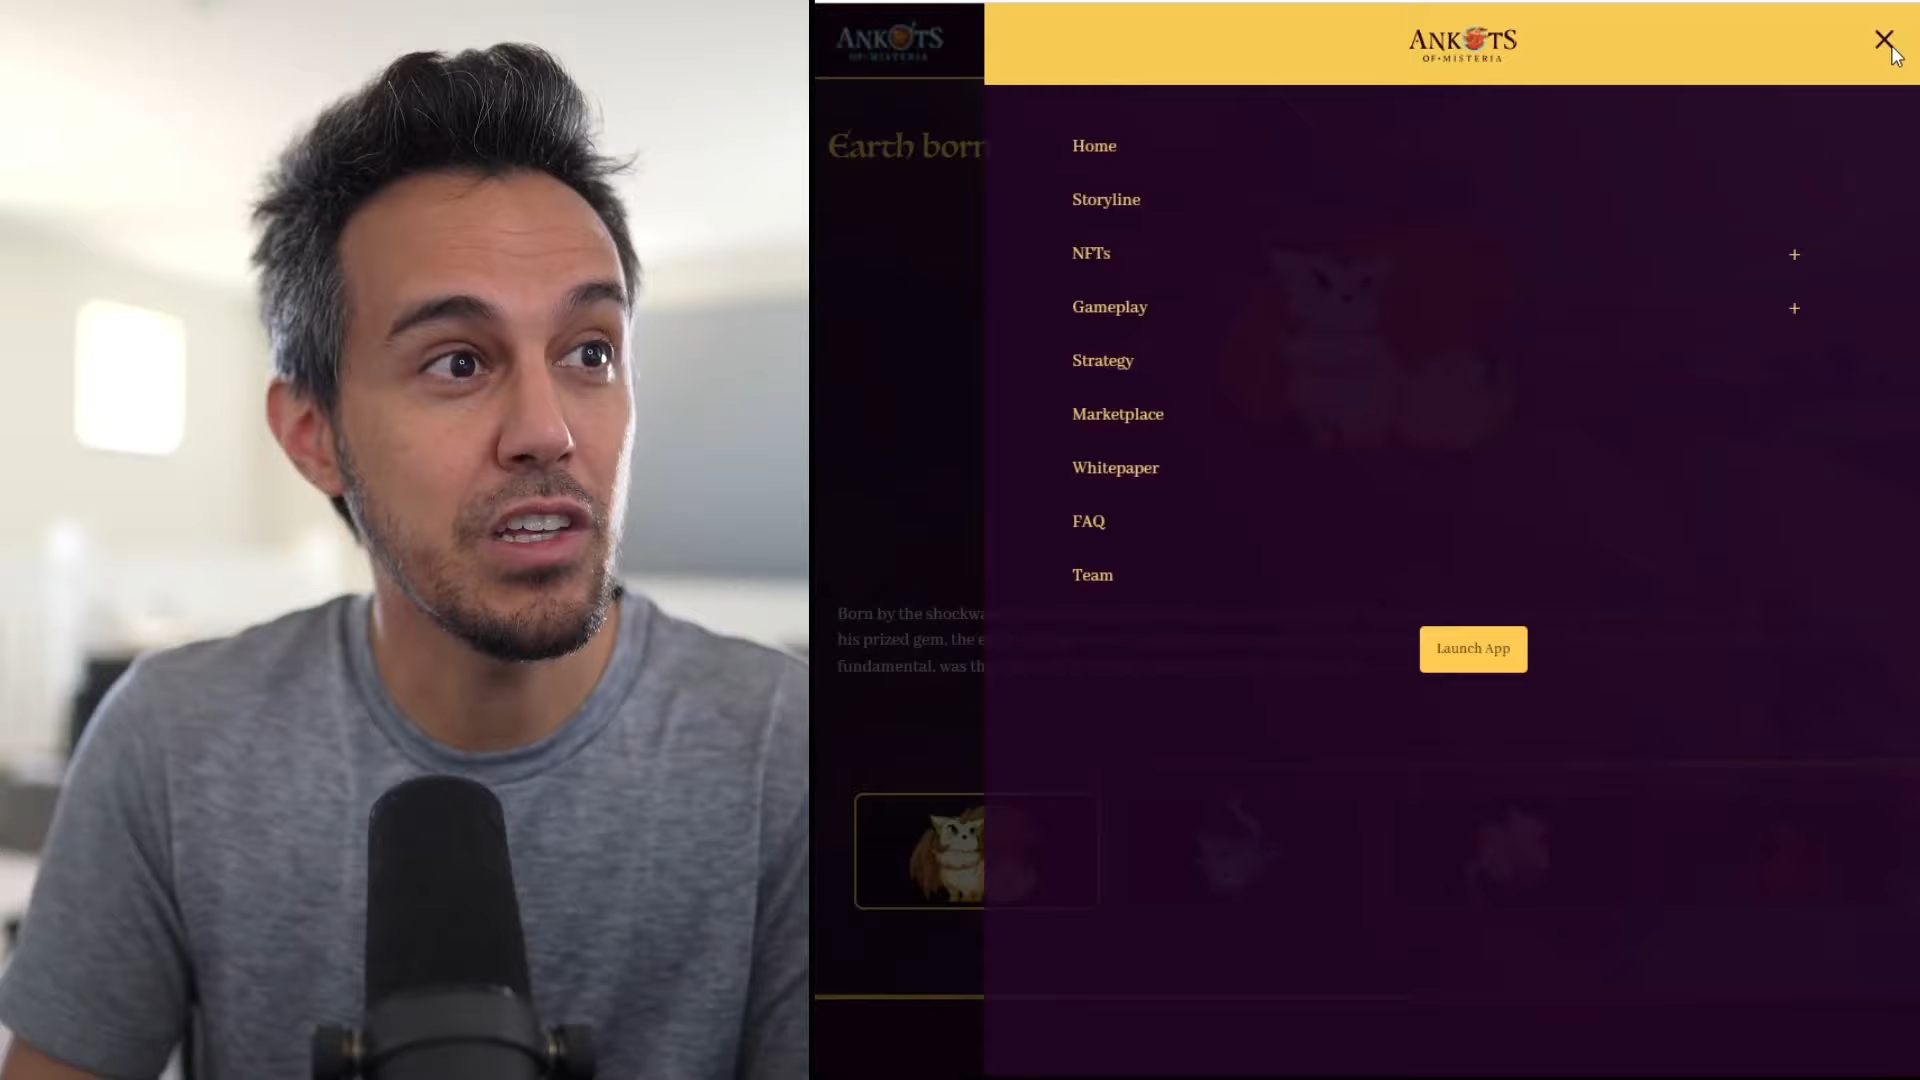 ANKOTS
OF•MISTERIA
ANKOTS
OF•MISTERIA
Earth born
Home
Storyline
NFTs +
Gameplay +
Strategy
Marketplace
Whitepaper
FAQ
Team
Born by the shockwa
his prized gem, the e
fundamental, was th
Launch App